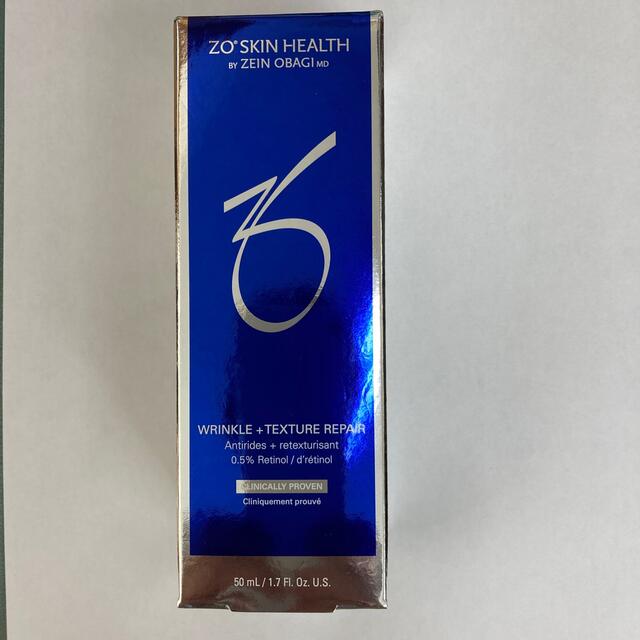 ZO® SKIN HEALTH
BY ZEIN OBAGI MD
WRINKLE + TEXTURE REPAIR
Antirides + retexturisant
0.5% Retinol / d'rétinol
CLINICALLY PROVEN
Cliniquement prouvé
50 mL / 1.7 Fl. Oz. U.S.